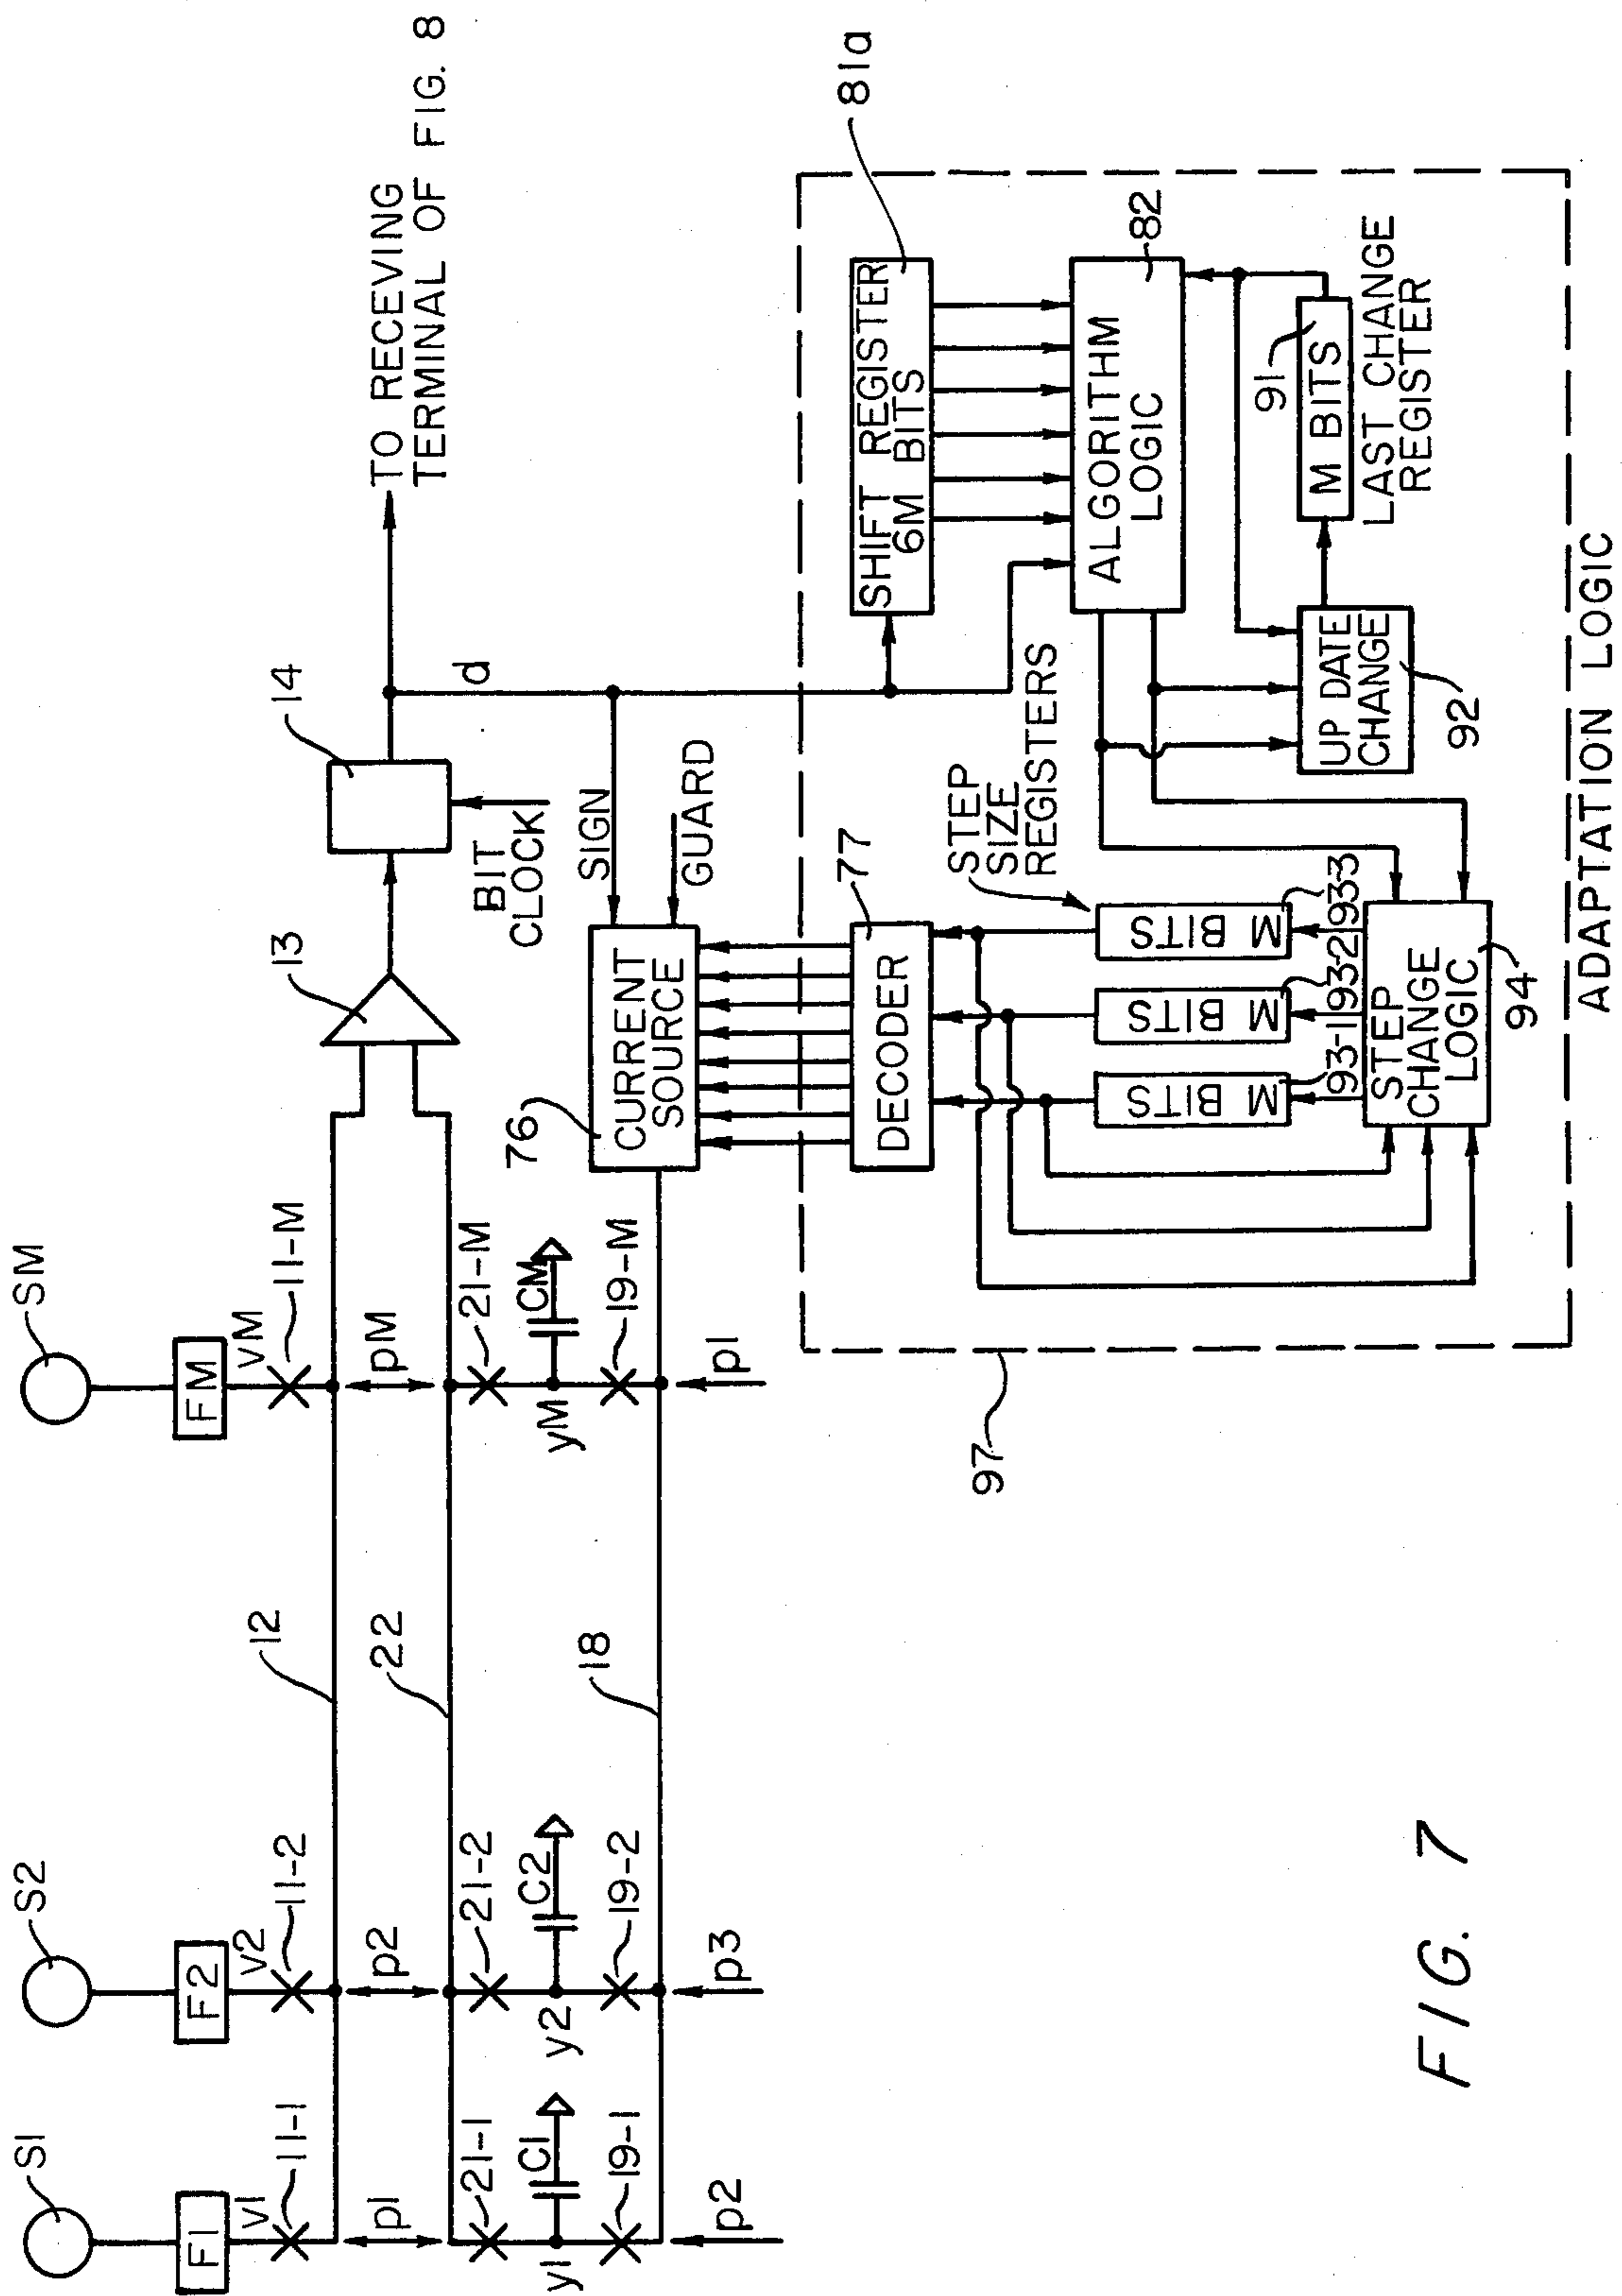 S1
S2
SM
F1
F2
FM
v1
v2
vM
11-1
11-2
11-M
12
p1
p2
pM
22
13
14
BIT
CLOCK
d
TO RECEVING
TERMINAL OF FIG. 8
21-1
21-2
21-M
C1
C2
CM
y1
y2
yM
19-1
19-2
19-M
18
p2
p3
p1
76
CURRENT
SOURCE
SIGN
GUARD
77
DECODER
STEP
SIZE
REGISTERS
M BITS
M BITS
M BITS
93-1
93-2
93-3
STEP
CHANGE
LOGIC
94
SHIFT REGISTER
6M BITS
81a
ALGORITHM
LOGIC
82
UP DATE
CHANGE
92
91
M BITS
LAST CHANGE
REGISTER
97
ADAPTATION LOGIC
FIG. 7